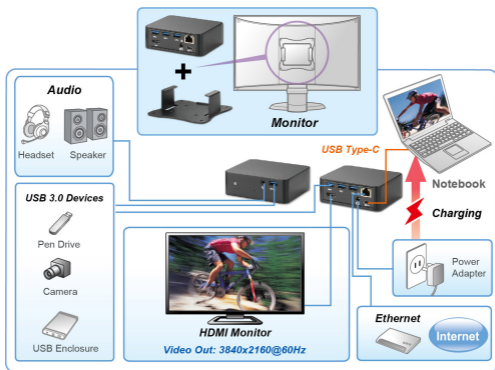 Monitor
Audio
Headset
Speaker
USB Type-C
Notebook
Charging
USB 3.0 Devices
Pen Drive
Camera
USB Enclosure
HDMI Monitor
Video Out: 3840x2160@60Hz
Power
Adapter
Ethernet
Internet